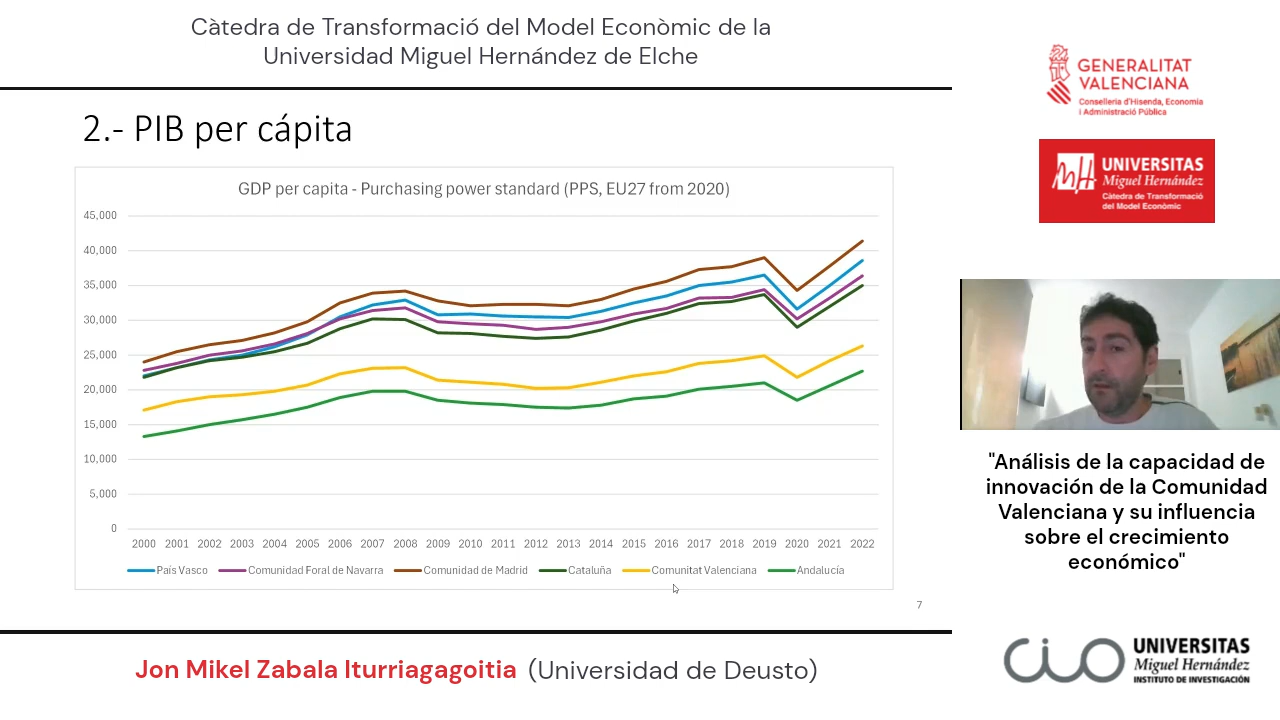 Càtedra de Transformació del Model Econòmic de la
Universidad Miguel Hernández de Elche
2.- PIB per cápita
GDP per capita - Purchasing power standard (PPS, EU27 from 2020)
45,000
40,000
35,000
30,000
25,000
20,000
15,000
10,000
5,000
0
2000 2001 2002 2003 2004 2005 2006 2007 2008 2009 2010 2011 2012 2013 2014 2015 2016 2017 2018 2019 2020 2021 2022
País Vasco Comunidad Foral de Navarra Comunidad de Madrid Cataluña Comunitat Valenciana Andalucía
7
Jon Mikel Zabala Iturriagagoitia (Universidad de Deusto)
GENERALITAT
VALENCIANA
Conselleria d'Hisenda, Economia
i Administració Pública
UNIVERSITAS
Miguel Hernández
Càtedra de Transformació
del Model Econòmic
"Análisis de la capacidad de
innovación de la Comunidad
Valenciana y su influencia
sobre el crecimiento
económico"
UNIVERSITAS
Miguel Hernández
INSTITUTO DE INVESTIGACIÓN